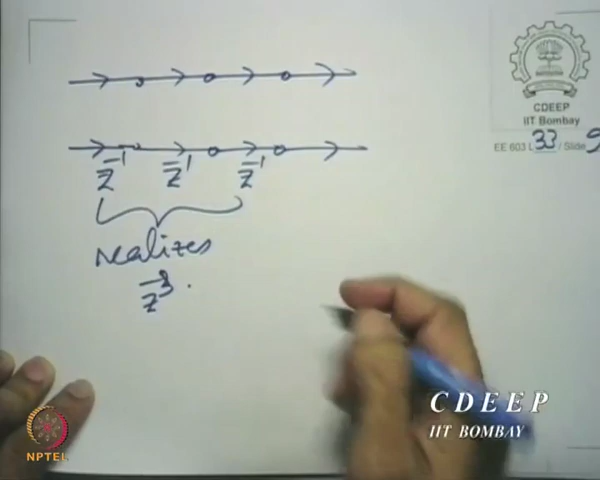 CDEEP
IIT Bombay
EE 603 L 33 / Slide 9
z⁻¹ z⁻¹ z⁻¹
realizes
z⁻³.
CDEEP
IIT BOMBAY
NPTEL